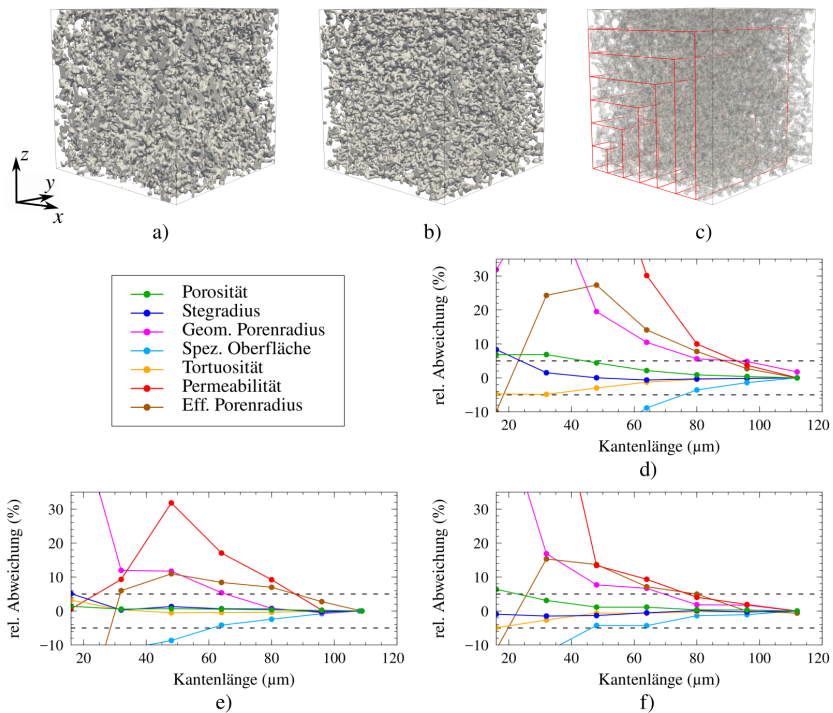 z
y
x
a)
b)
c)
Porosität
Stegradius
Geom. Porenradius
Spez. Oberfläche
Tortuosität
Permeabilität
Eff. Porenradius
rel. Abweichung (%)
30
20
10
0
−10
20 40 60 80 100 120
Kantenlänge (µm)
d)
rel. Abweichung (%)
30
20
10
0
−10
20 40 60 80 100 120
Kantenlänge (µm)
e)
rel. Abweichung (%)
30
20
10
0
−10
20 40 60 80 100 120
Kantenlänge (µm)
f)